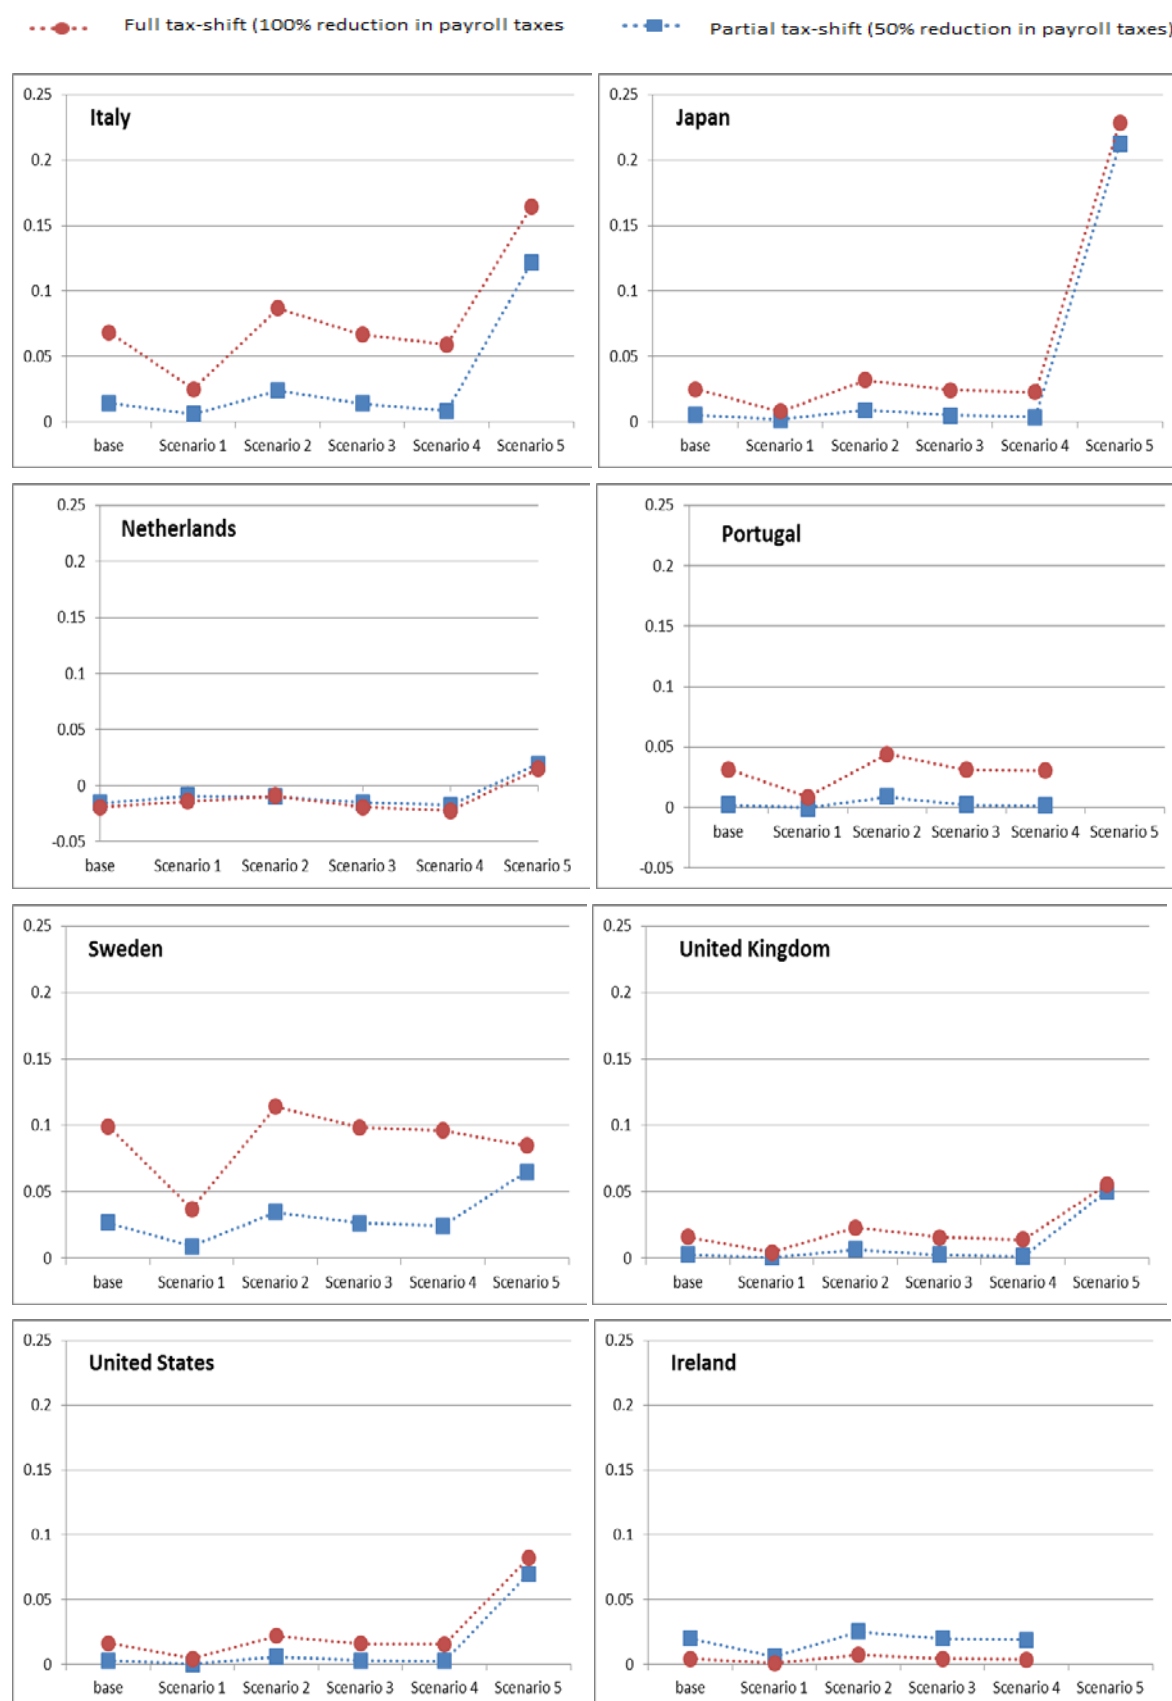 Full tax-shift (100% reduction in payroll taxes
Partial tax-shift (50% reduction in payroll taxes)
Italy
0.25
0.2
0.15
0.1
0.05
0
base Scenario 1 Scenario 2 Scenario 3 Scenario 4 Scenario 5
Japan
0.25
0.2
0.15
0.1
0.05
0
base Scenario 1 Scenario 2 Scenario 3 Scenario 4 Scenario 5
Netherlands
0.25
0.2
0.15
0.1
0.05
0
-0.05
base Scenario 1 Scenario 2 Scenario 3 Scenario 4 Scenario 5
Portugal
0.25
0.2
0.15
0.1
0.05
0
base Scenario 1 Scenario 2 Scenario 3 Scenario 4 Scenario 5
-0.05
Sweden
0.25
0.2
0.15
0.1
0.05
0
base Scenario 1 Scenario 2 Scenario 3 Scenario 4 Scenario 5
United Kingdom
0.25
0.2
0.15
0.1
0.05
0
base Scenario 1 Scenario 2 Scenario 3 Scenario 4 Scenario 5
United States
0.25
0.2
0.15
0.1
0.05
0
base Scenario 1 Scenario 2 Scenario 3 Scenario 4 Scenario 5
Ireland
0.25
0.2
0.15
0.1
0.05
0
base Scenario 1 Scenario 2 Scenario 3 Scenario 4 Scenario 5